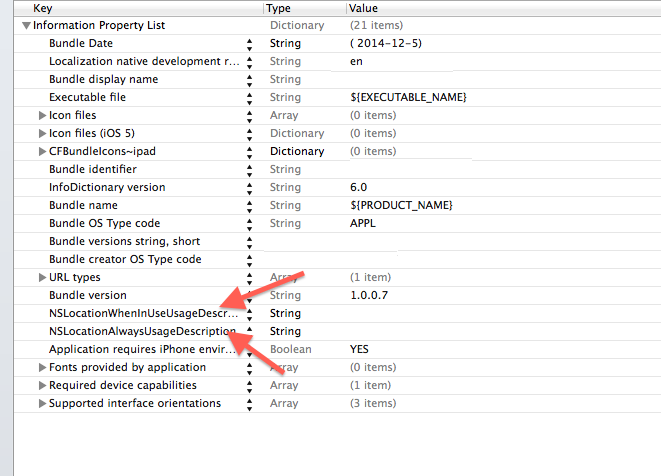 Key Type Value
Information Property List Dictionary (21 items)
Bundle Date String ( 2014-12-5)
Localization native development r... String en
Bundle display name String
Executable file String ${EXECUTABLE_NAME}
Icon files Array (0 items)
Icon files (iOS 5) Dictionary (0 items)
CFBundleIcons~ipad Dictionary (0 items)
Bundle identifier String
InfoDictionary version String 6.0
Bundle name String ${PRODUCT_NAME}
Bundle OS Type code String APPL
Bundle versions string, short
Bundle creator OS Type code
URL types Array (1 item)
Bundle version String 1.0.0.7
NSLocationWhenInUseUsageDescr... String
NSLocationAlwaysUsageDescription String
Application requires iPhone envir... Boolean YES
Fonts provided by application Array (0 items)
Required device capabilities Array (1 item)
Supported interface orientations Array (3 items)